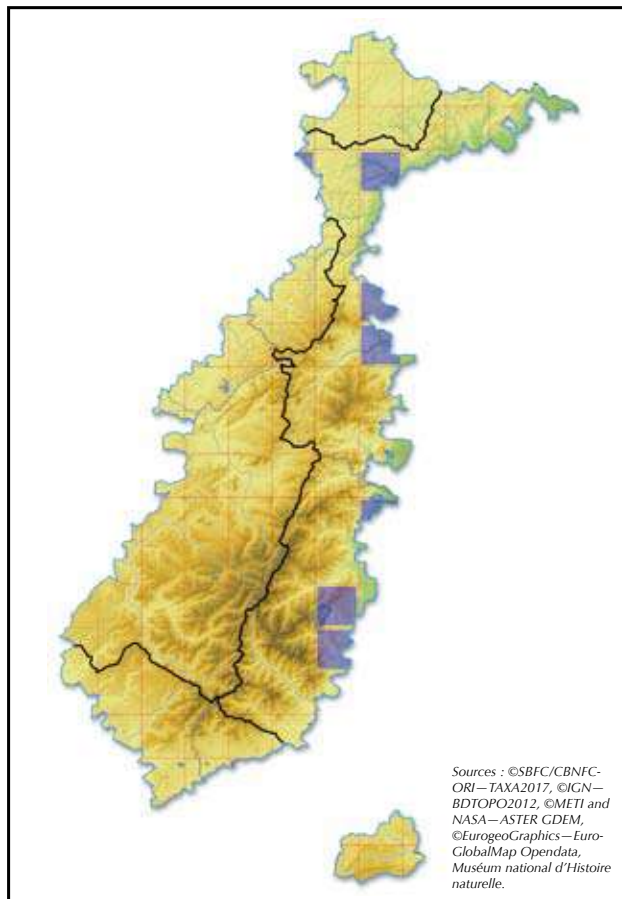 Sources : ©SBFC/CBNFC-
ORI—TAXA2017, ©IGN—
BDTOPO2012, ©METI and
NASA—ASTER GDEM,
©EurogeoGraphics—Euro-
GlobalMap Opendata,
Muséum national d'Histoire
naturelle.